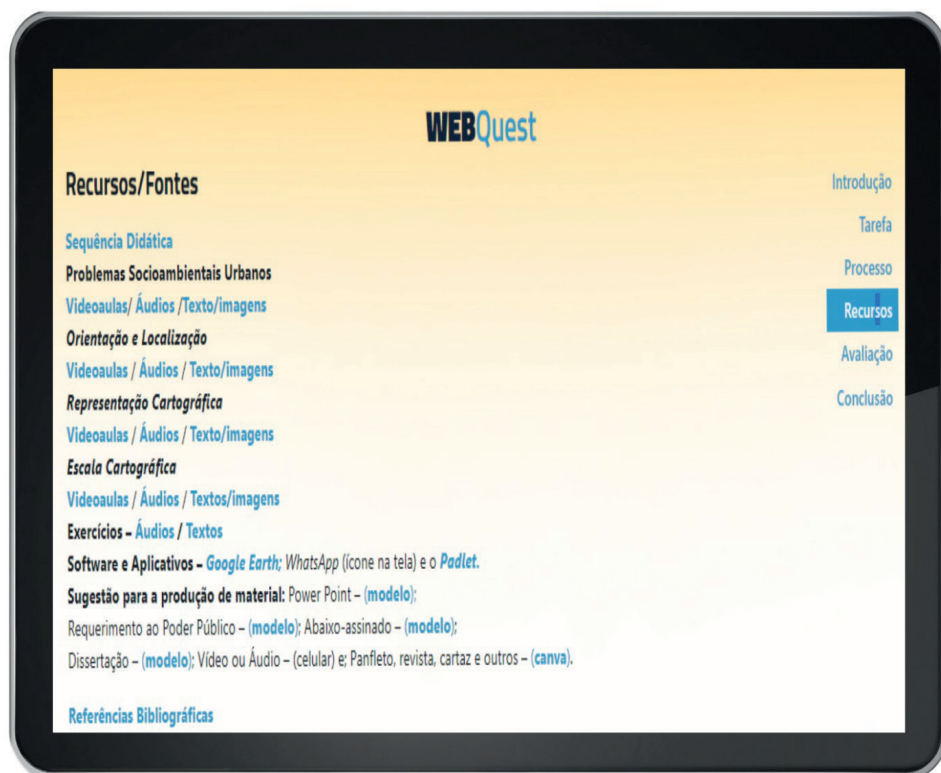 WEBQuest
Recursos/Fontes
Sequência Didática
Problemas Socioambientais Urbanos
Videoaulas/ Áudios /Texto/imagens
Orientação e Localização
Videoaulas / Áudios / Texto/imagens
Representação Cartográfica
Videoaulas / Áudios / Texto/imagens
Escala Cartográfica
Videoaulas / Áudios / Textos/imagens
Exercícios – Áudios / Textos
Software e Aplicativos – Google Earth; WhatsApp (ícone na tela) e o Padlet.
Sugestão para a produção de material: Power Point – (modelo);
Requerimento ao Poder Público – (modelo); Abaixo-assinado – (modelo);
Dissertação – (modelo); Vídeo ou Áudio – (celular) e; Panfleto, revista, cartaz e outros – (canva).
Referências Bibliográficas
Introdução
Tarefa
Processo
Recursos
Avaliação
Conclusão